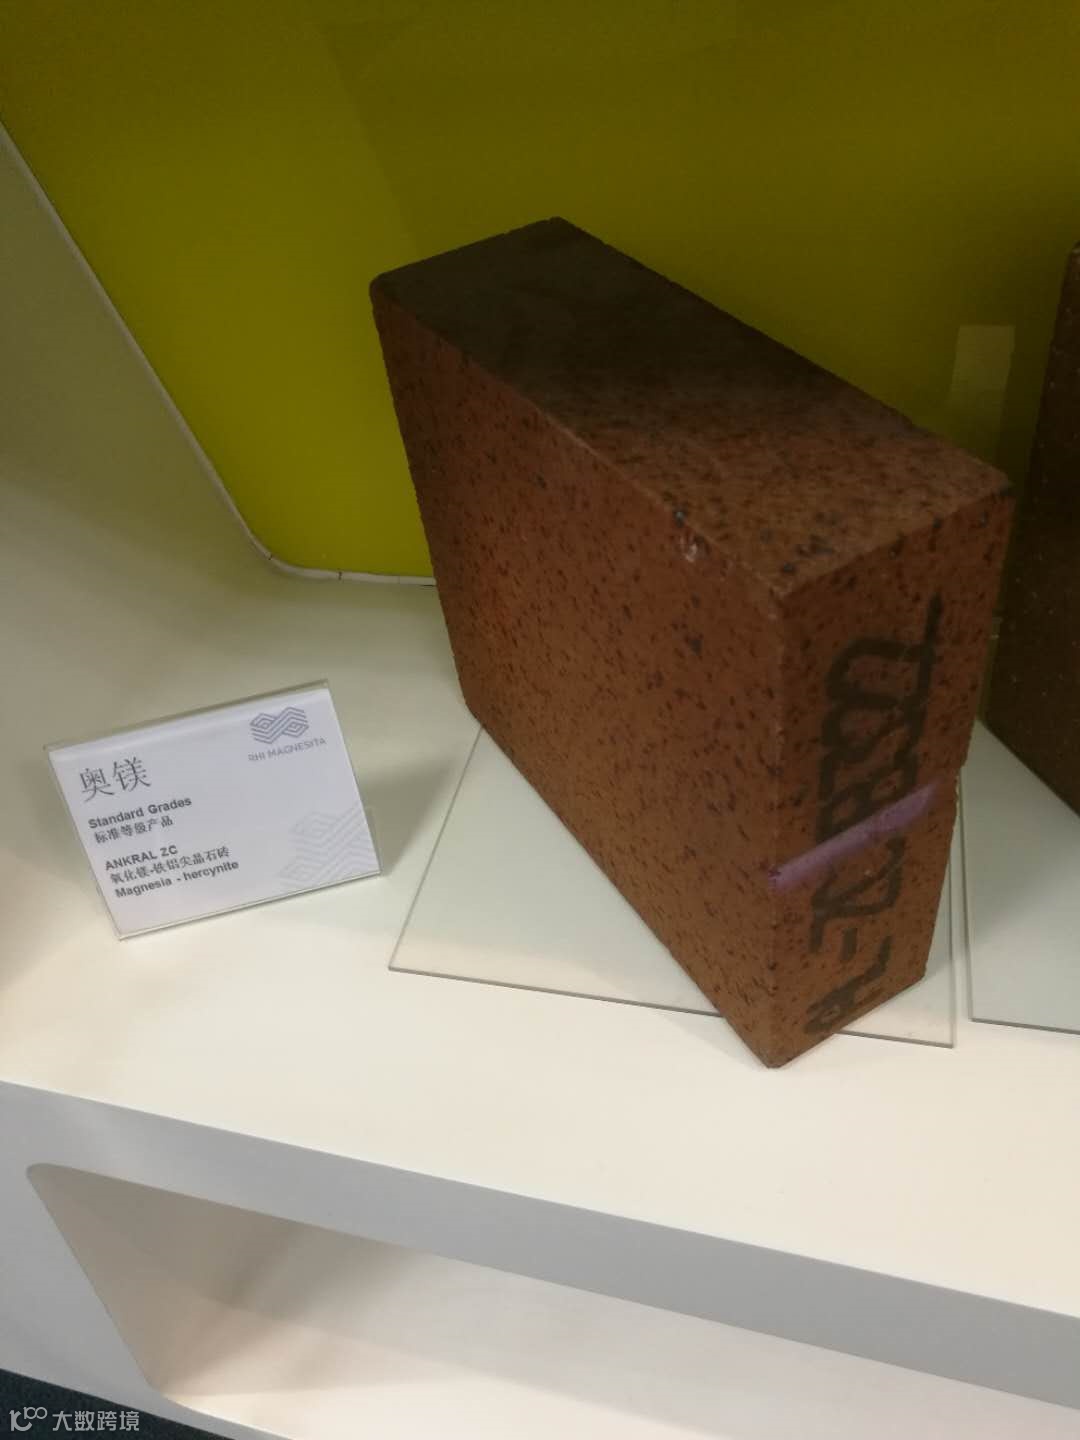 RHI MAGNESITA
奥镁
Standard Grades
标准等级产品
ANKRAL ZC
氧化镁-铁铝尖晶石砖
Magnesia - hercynite
大数跨境